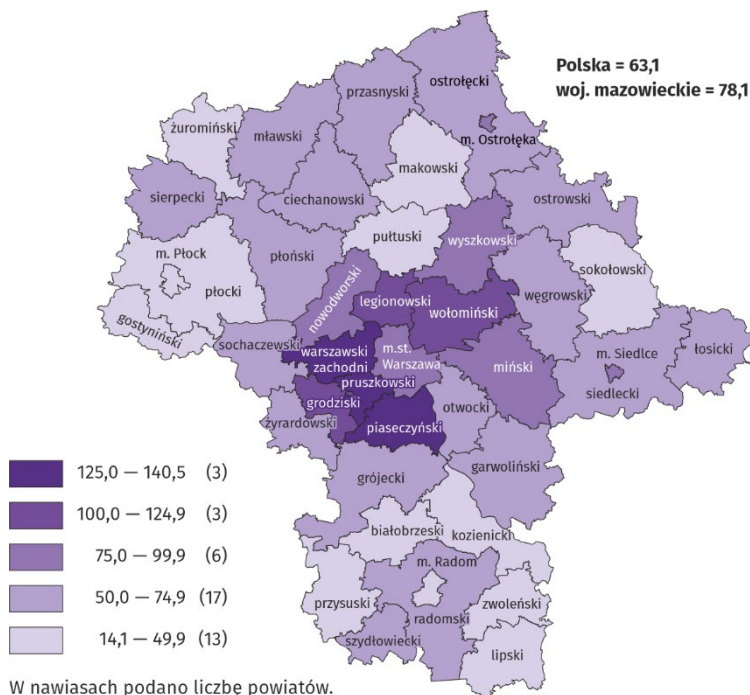 ostrołęcki
Polska = 63,1
woj. mazowieckie = 78,1
przasnyski
żuromiński
mławski
m. Ostrołęka
makowski
sierpecki
ciechanowski
ostrowski
pułtuski
wyszkowski
m. Płock
płoński
sokołowski
płocki
nowodworski
legionowski
węgrowski
gostyniński
wołomiński
sochaczewski
warszawski
zachodni
m.st.
Warszawa
m. Siedlce
łosicki
pruszkowski
miński
siedlecki
grodziski
otwocki
żyrardowski
piaseczyński
garwoliński
grójecki
125,0 — 140,5 (3)
100,0 — 124,9 (3)
białobrzeski
kozienicki
75,0 — 99,9 (6)
m. Radom
50,0 — 74,9 (17)
przysuski
zwoleński
radomski
14,1 — 49,9 (13)
szydłowiecki
lipski
W nawiasach podano liczbę powiatów.